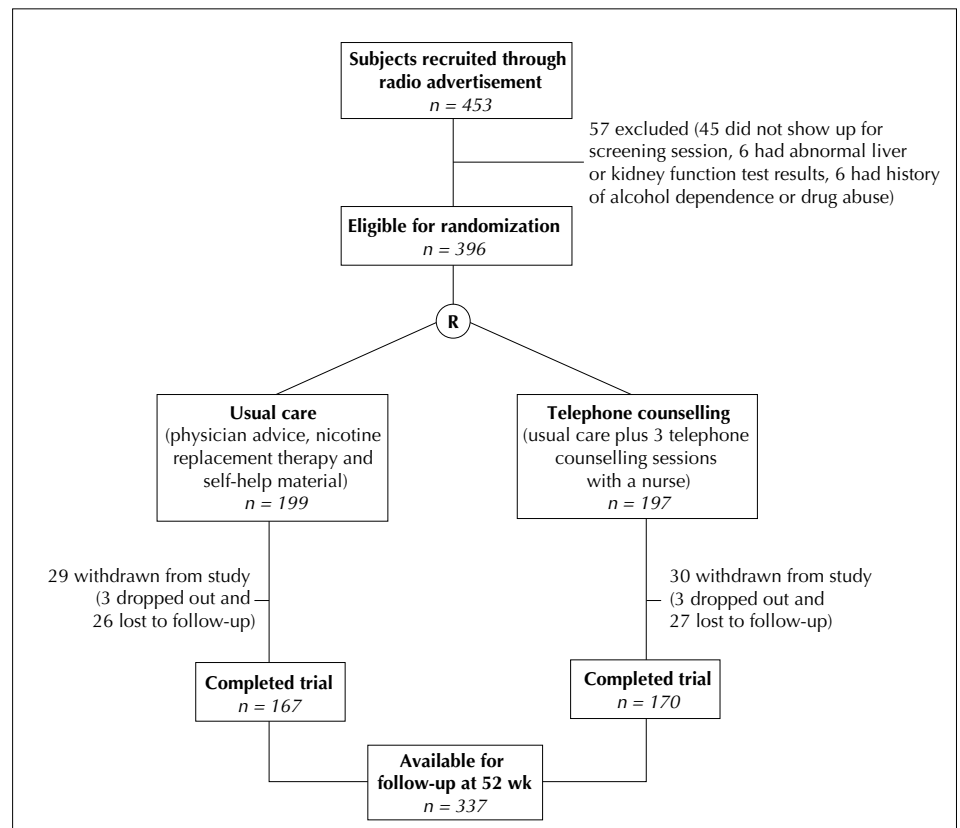 Subjects recruited through
radio advertisement
n = 453
57 excluded (45 did not show up for
screening session, 6 had abnormal liver
or kidney function test results, 6 had history
of alcohol dependence or drug abuse)
Eligible for randomization
n = 396
R
Usual care
(physician advice, nicotine
replacement therapy and
self-help material)
n = 199
Telephone counselling
(usual care plus 3 telephone
counselling sessions
with a nurse)
n = 197
29 withdrawn from study
(3 dropped out and
26 lost to follow-up)
30 withdrawn from study
(3 dropped out and
27 lost to follow-up)
Completed trial
n = 167
Completed trial
n = 170
Available for
follow-up at 52 wk
n = 337